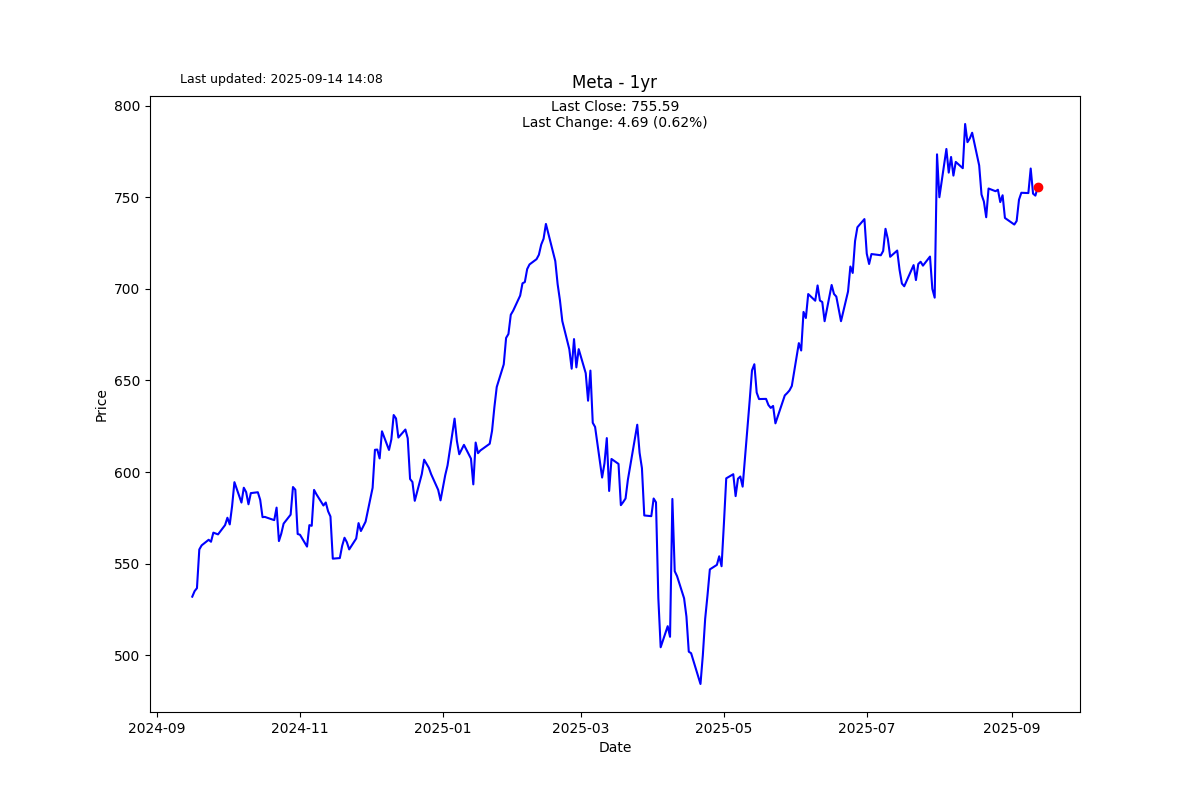 Last updated: 2025-09-14 14:08
Meta - 1yr
Last Close: 755.59
Last Change: 4.69 (0.62%)
800
750
700
650
600
550
500
Price
2024-09
2024-11
2025-01
2025-03
2025-05
2025-07
2025-09
Date